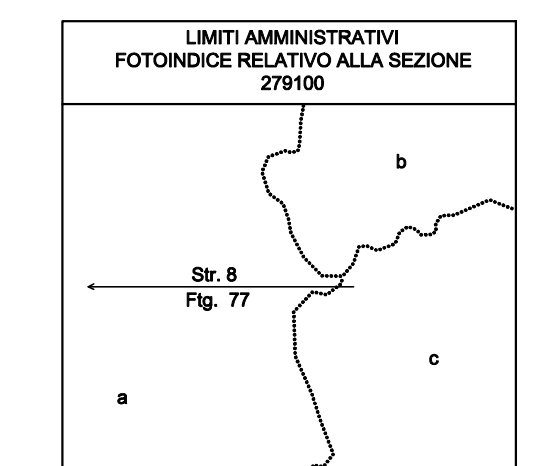 LIMITI AMMINISTRATIVI
FOTOINDICE RELATIVO ALLA SEZIONE
279100
b
Str. 8
Ftg. 77
c
a